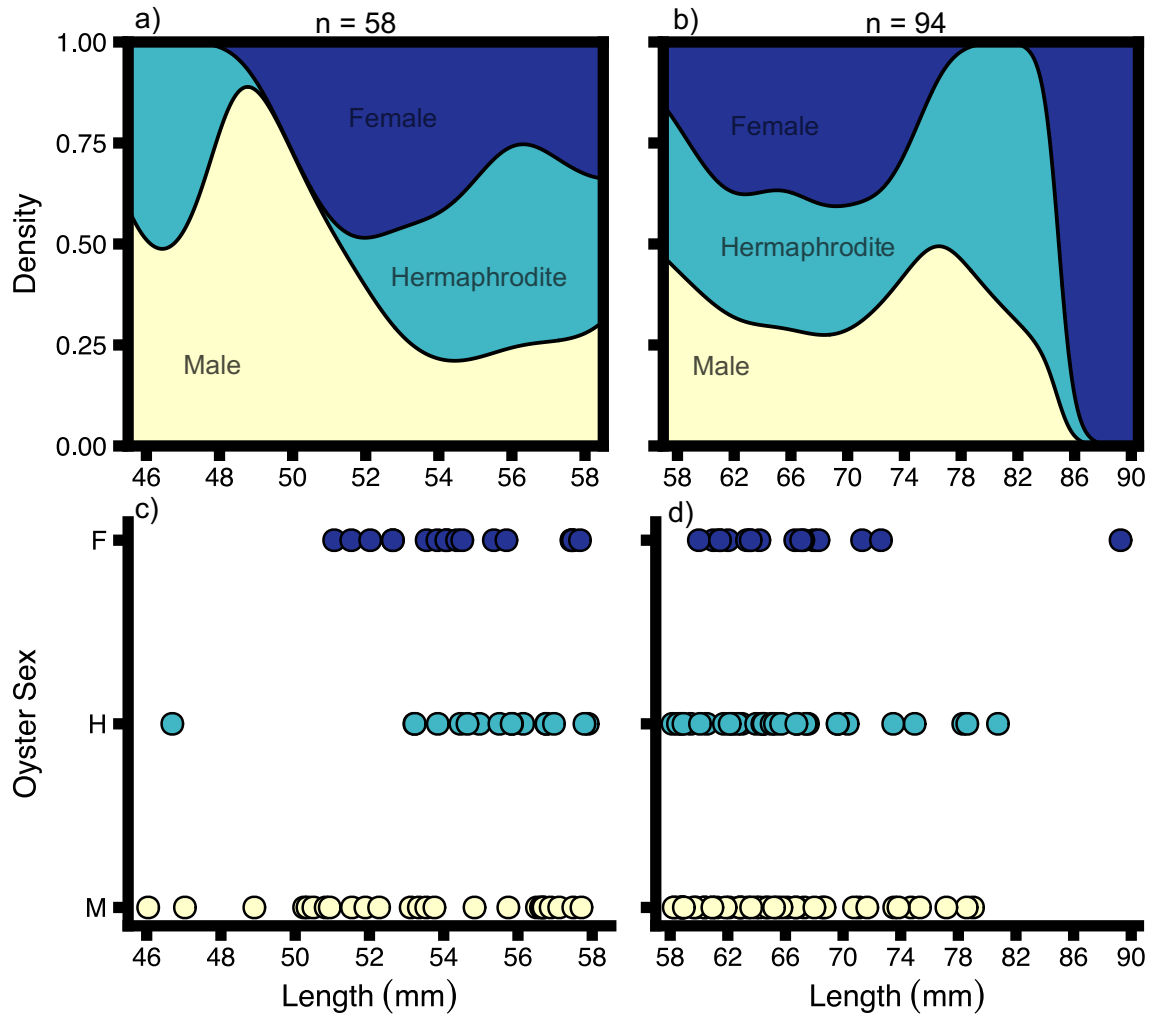 a)
n = 58
b)
n = 94
Density
1.00
0.75
0.50
0.25
0.00
Female
Hermaphrodite
Male
Female
Hermaphrodite
Male
46 48 50 52 54 56 58
58 62 66 70 74 78 82 86 90
c)
d)
Oyster Sex
F
H
M
46 48 50 52 54 56 58
58 62 66 70 74 78 82 86 90
Length (mm)
Length (mm)